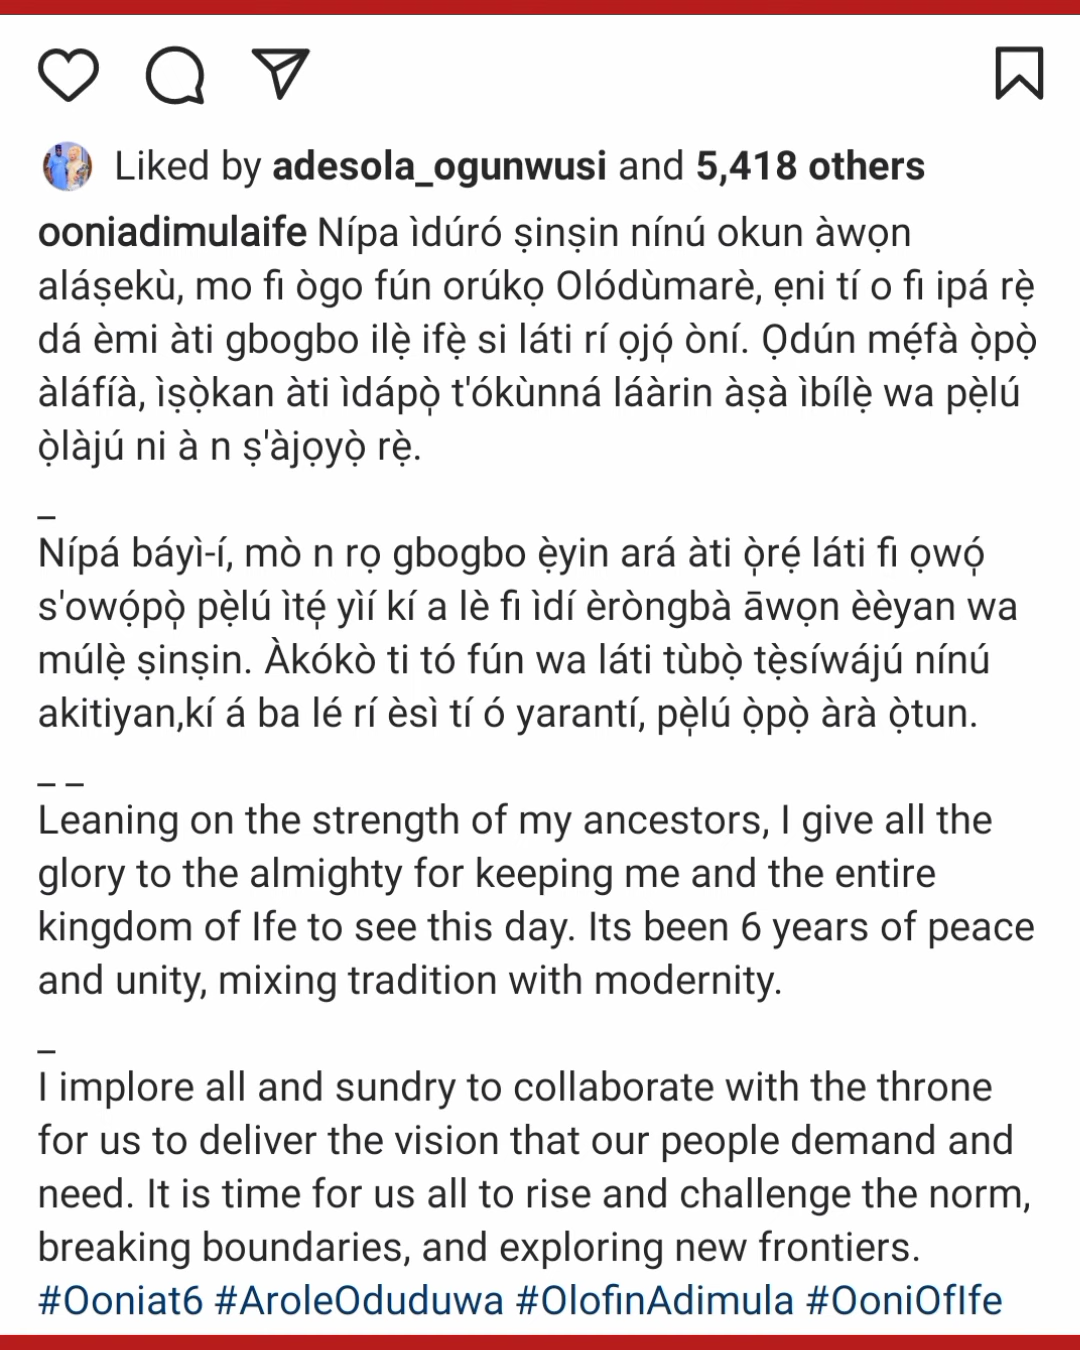 Liked by adesola_ogunwusi and 5,418 others
ooniadimulaife Nípa ìdúró ṣinṣin nínú okun àwọn
aláṣekù, mo fi ògo fún orúkọ Olódùmarè, ẹni tí o fi ipá rẹ̀
dá èmi àti gbogbo ilẹ̀ ifẹ̀ si láti rí ọjọ́ òní. Ọdún mẹ́fà ọ̀pọ̀
àláfíà, ìṣọ̀kan àti ìdápọ̀ t'ókùnná láàrin àṣà ìbílẹ̀ wa pẹ̀lú
ọ̀làjú ni à n ṣ'àjọyọ̀ rẹ̀.
_
Nípá báyì-í, mò n rọ gbogbo ẹ̀yin ará àti ọ̀rẹ́ láti fi ọwọ́
s'owọ́pọ̀ pẹ̀lú ìtẹ́ yìí kí a lè fi ìdí èròngbà āwọn èèyan wa
múlẹ̀ ṣinṣin. Àkókò ti tó fún wa láti tùbọ̀ tẹ̀síwájú nínú
akitiyan,kí á ba lé rí èsì tí ó yarantí, pẹ̀lú ọ̀pọ̀ àrà ọ̀tun.
_ _
Leaning on the strength of my ancestors, I give all the
glory to the almighty for keeping me and the entire
kingdom of Ife to see this day. Its been 6 years of peace
and unity, mixing tradition with modernity.
_
I implore all and sundry to collaborate with the throne
for us to deliver the vision that our people demand and
need. It is time for us all to rise and challenge the norm,
breaking boundaries, and exploring new frontiers.
#Ooniat6 #AroleOduduwa #OlofinAdimula #OoniOfIfe